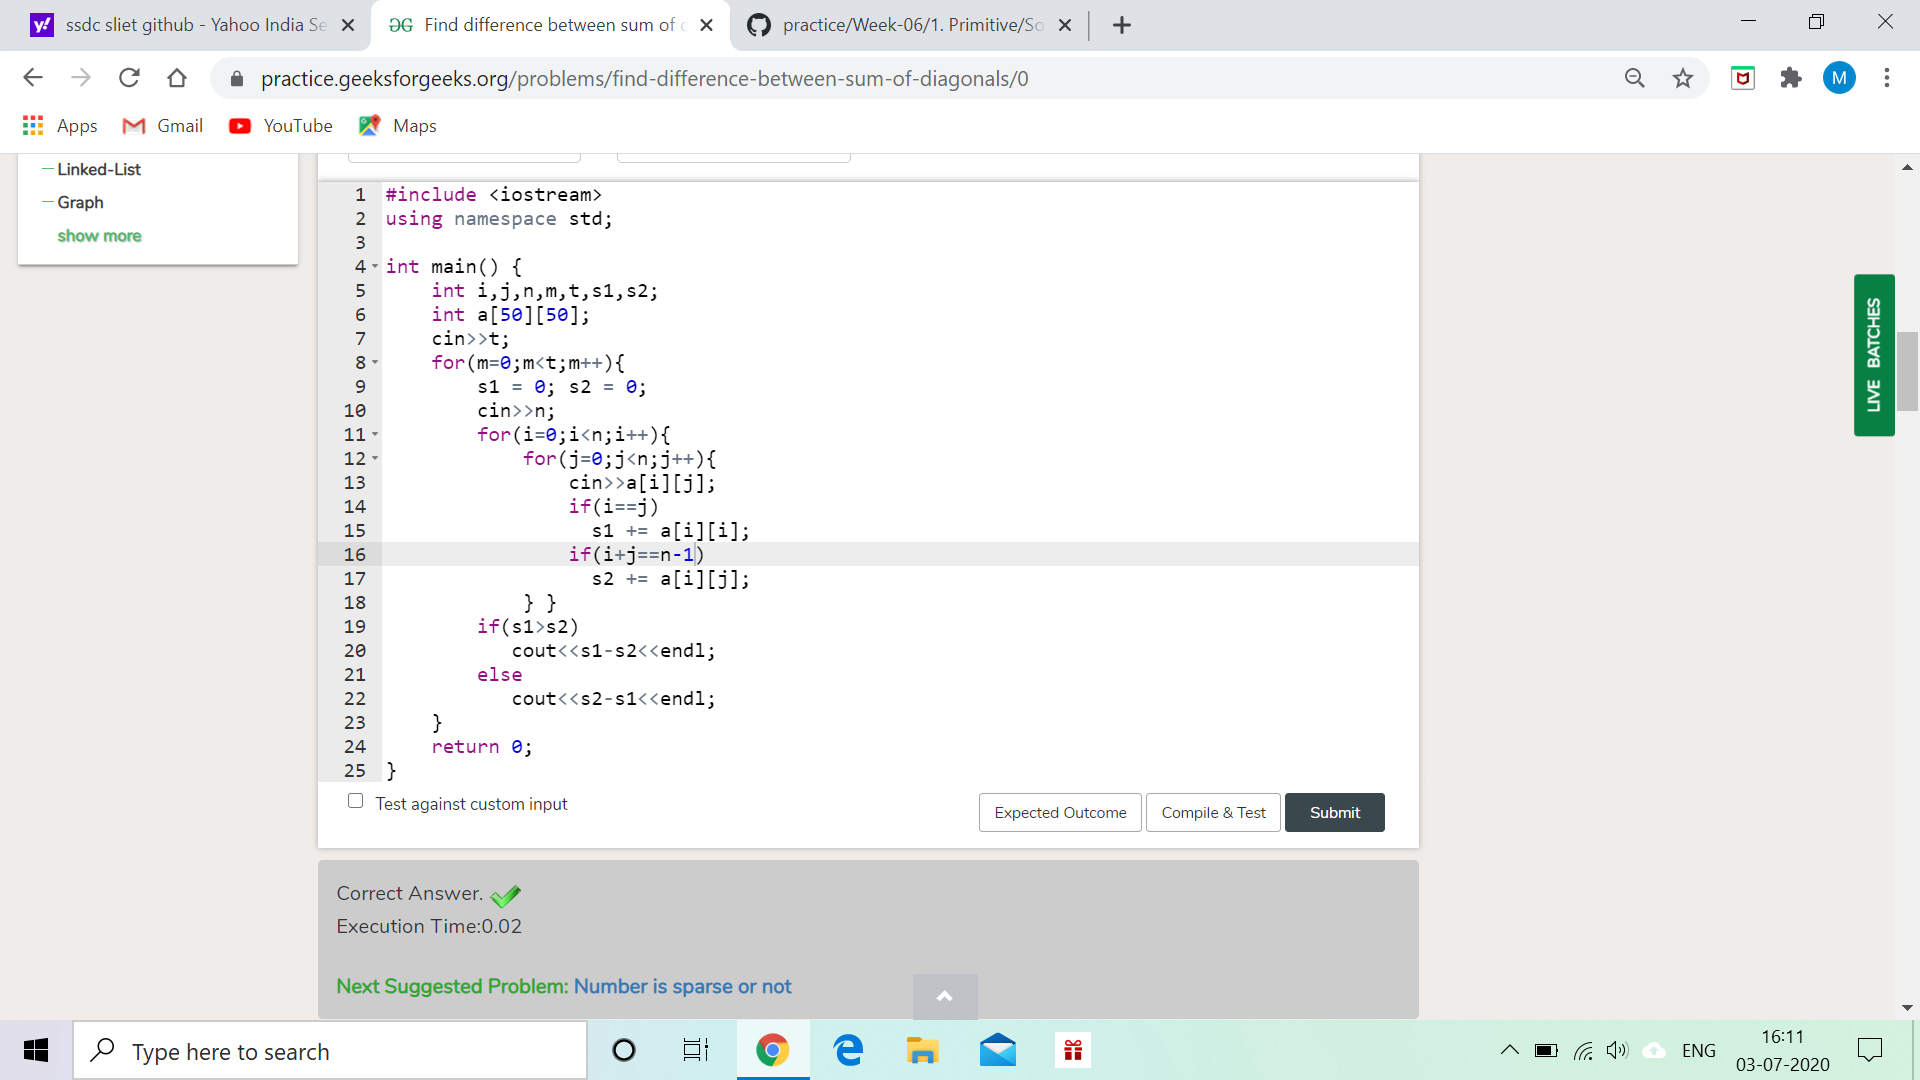 ssdc sliet github - Yahoo India Se
Find difference between sum of
practice/Week-06/1. Primitive/So
practice.geeksforgeeks.org/problems/find-difference-between-sum-of-diagonals/0
M
Apps
Gmail
YouTube
Maps
Linked-List
Graph
show more
1 #include <iostream>
2 using namespace std;
3
4 int main() {
5 int i,j,n,m,t,s1,s2;
6 int a[50][50];
7 cin>>t;
8 for(m=0;m<t;m++){
9 s1 = 0; s2 = 0;
10 cin>>n;
11 for(i=0;i<n;i++){
12 for(j=0;j<n;j++){
13 cin>>a[i][j];
14 if(i==j)
15 s1 += a[i][i];
16 if(i+j==n-1)
17 s2 += a[i][j];
18 } }
19 if(s1>s2)
20 cout<<s1-s2<<endl;
21 else
22 cout<<s2-s1<<endl;
23 }
24 return 0;
25 }
LIVE BATCHES
Test against custom input
Expected Outcome
Compile & Test
Submit
Correct Answer.
Execution Time:0.02
Next Suggested Problem: Number is sparse or not
Type here to search
ENG
16:11
03-07-2020